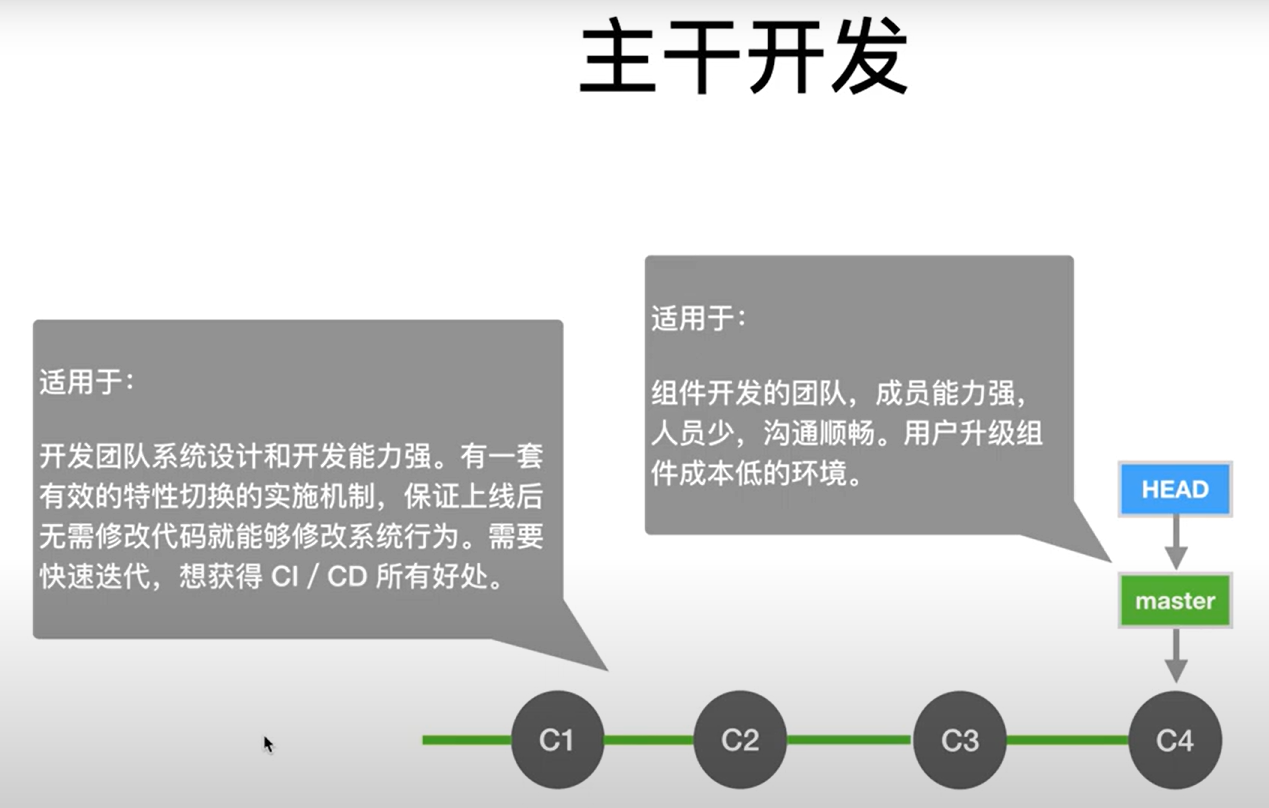 主干开发
适用于：
开发团队系统设计和开发能力强。有一套
有效的特性切换的实施机制，保证上线后
无需修改代码就能够修改系统行为。需要
快速迭代，想获得 CI / CD 所有好处。
适用于：
组件开发的团队，成员能力强，
人员少，沟通顺畅。用户升级组
件成本低的环境。
HEAD
master
C1
C2
C3
C4